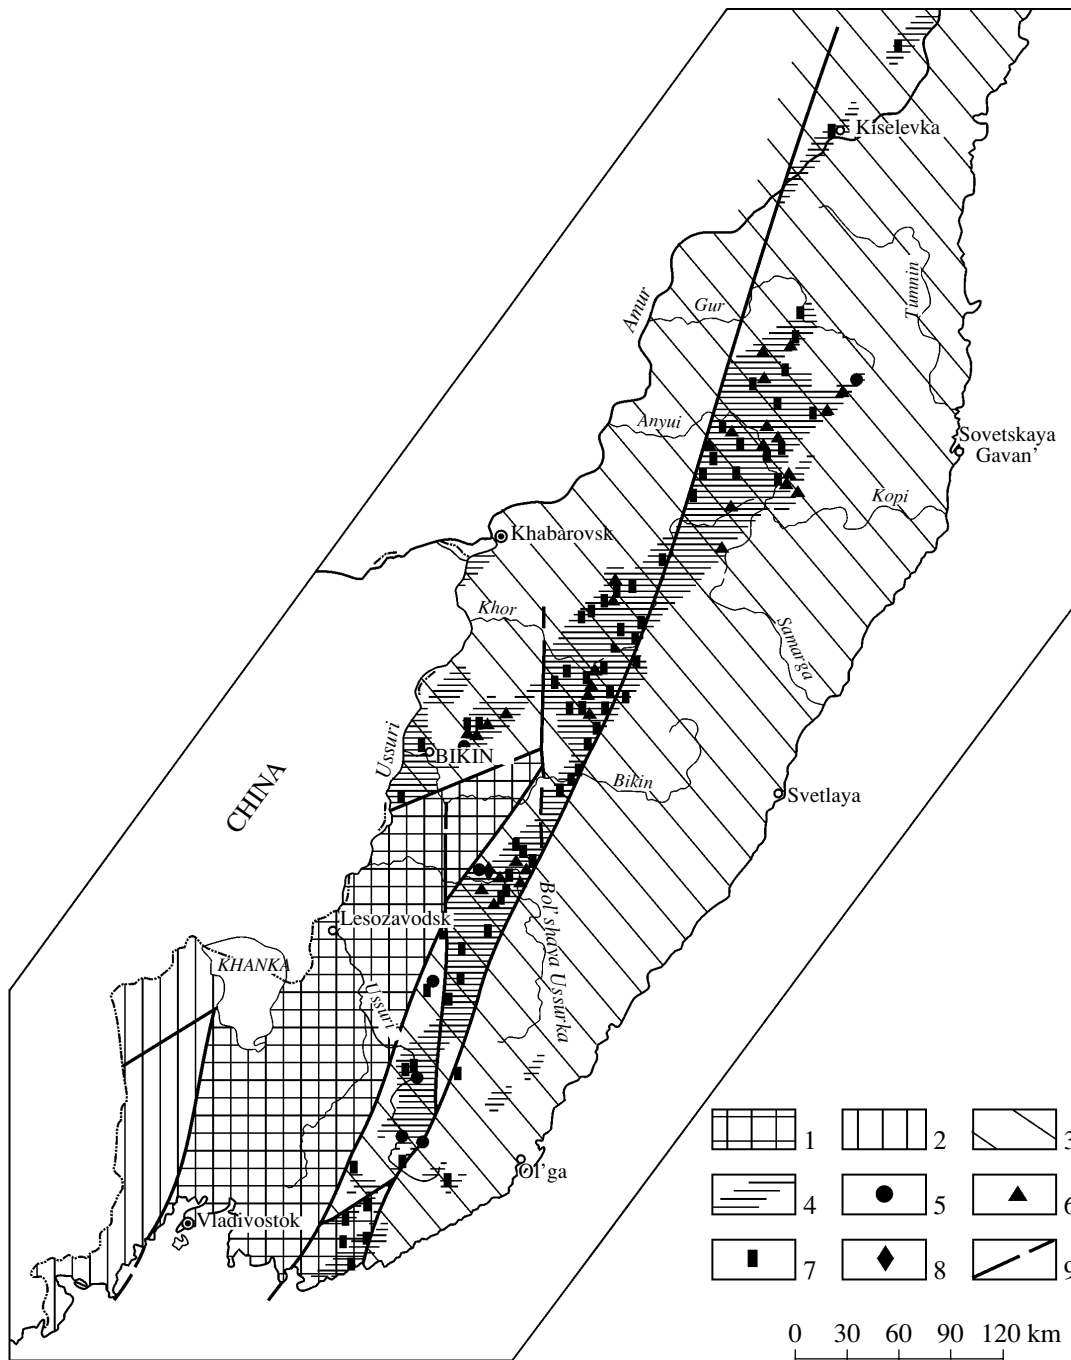 Kiselevka
Tumnin
Amur
Gur
Anyui
Sovetskaya
Gavan’
Kopi
Khabarovsk
Khor
Samarga
Ussuri
BIKIN
Bikin
CHINA
Svetlaya
Bol’shaya Ussurka
Lesozavodsk
KHANKA
Ussuri
Ol’ga
Vladivostok
1 2 3
4 5 6
7 8 9
0 30 60 90 120 km